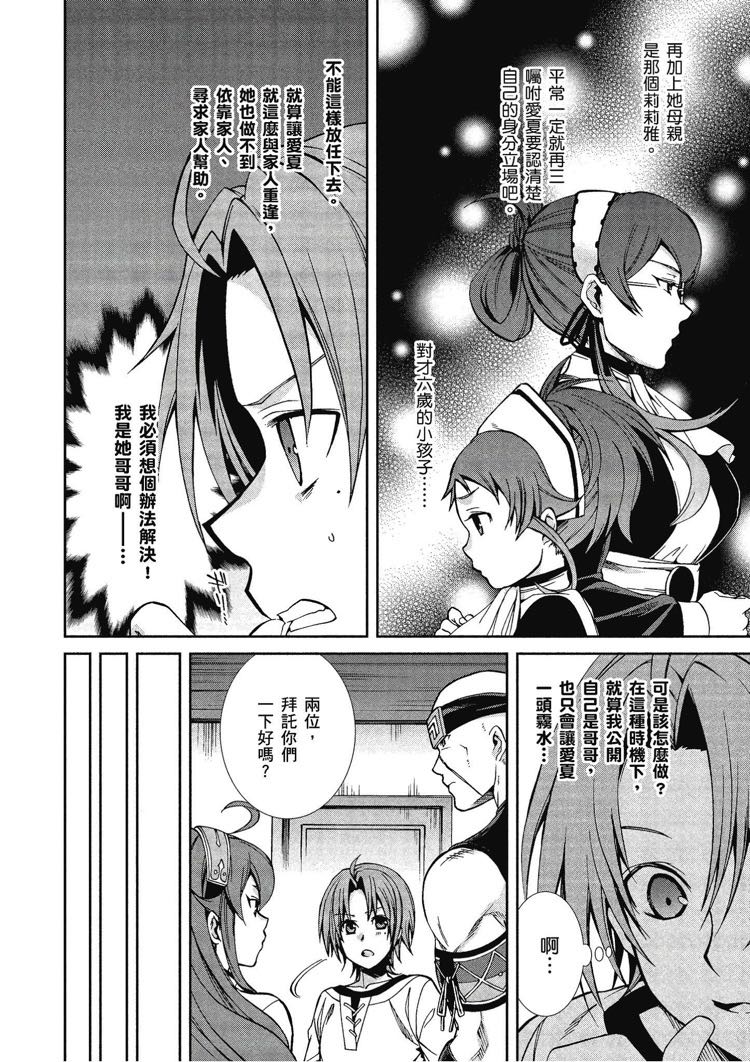 再加上她母親
是那個莉莉雅。
平常一定就再三
囑咐愛夏要認清楚
自己的身分立場吧。
對才六歲的小孩子……
不能這樣放任下去。
就算讓愛夏
就這麼與家人重逢，
她也做不到
依靠家人、
尋求家人幫助。
我必須想個辦法解決！
我是她哥哥啊——…
可是該怎麼做？
在這種時機下，
就算我公開
自己是哥哥，
也只會讓愛夏
一頭霧水…
啊…
兩位，
拜託你們
一下好嗎？